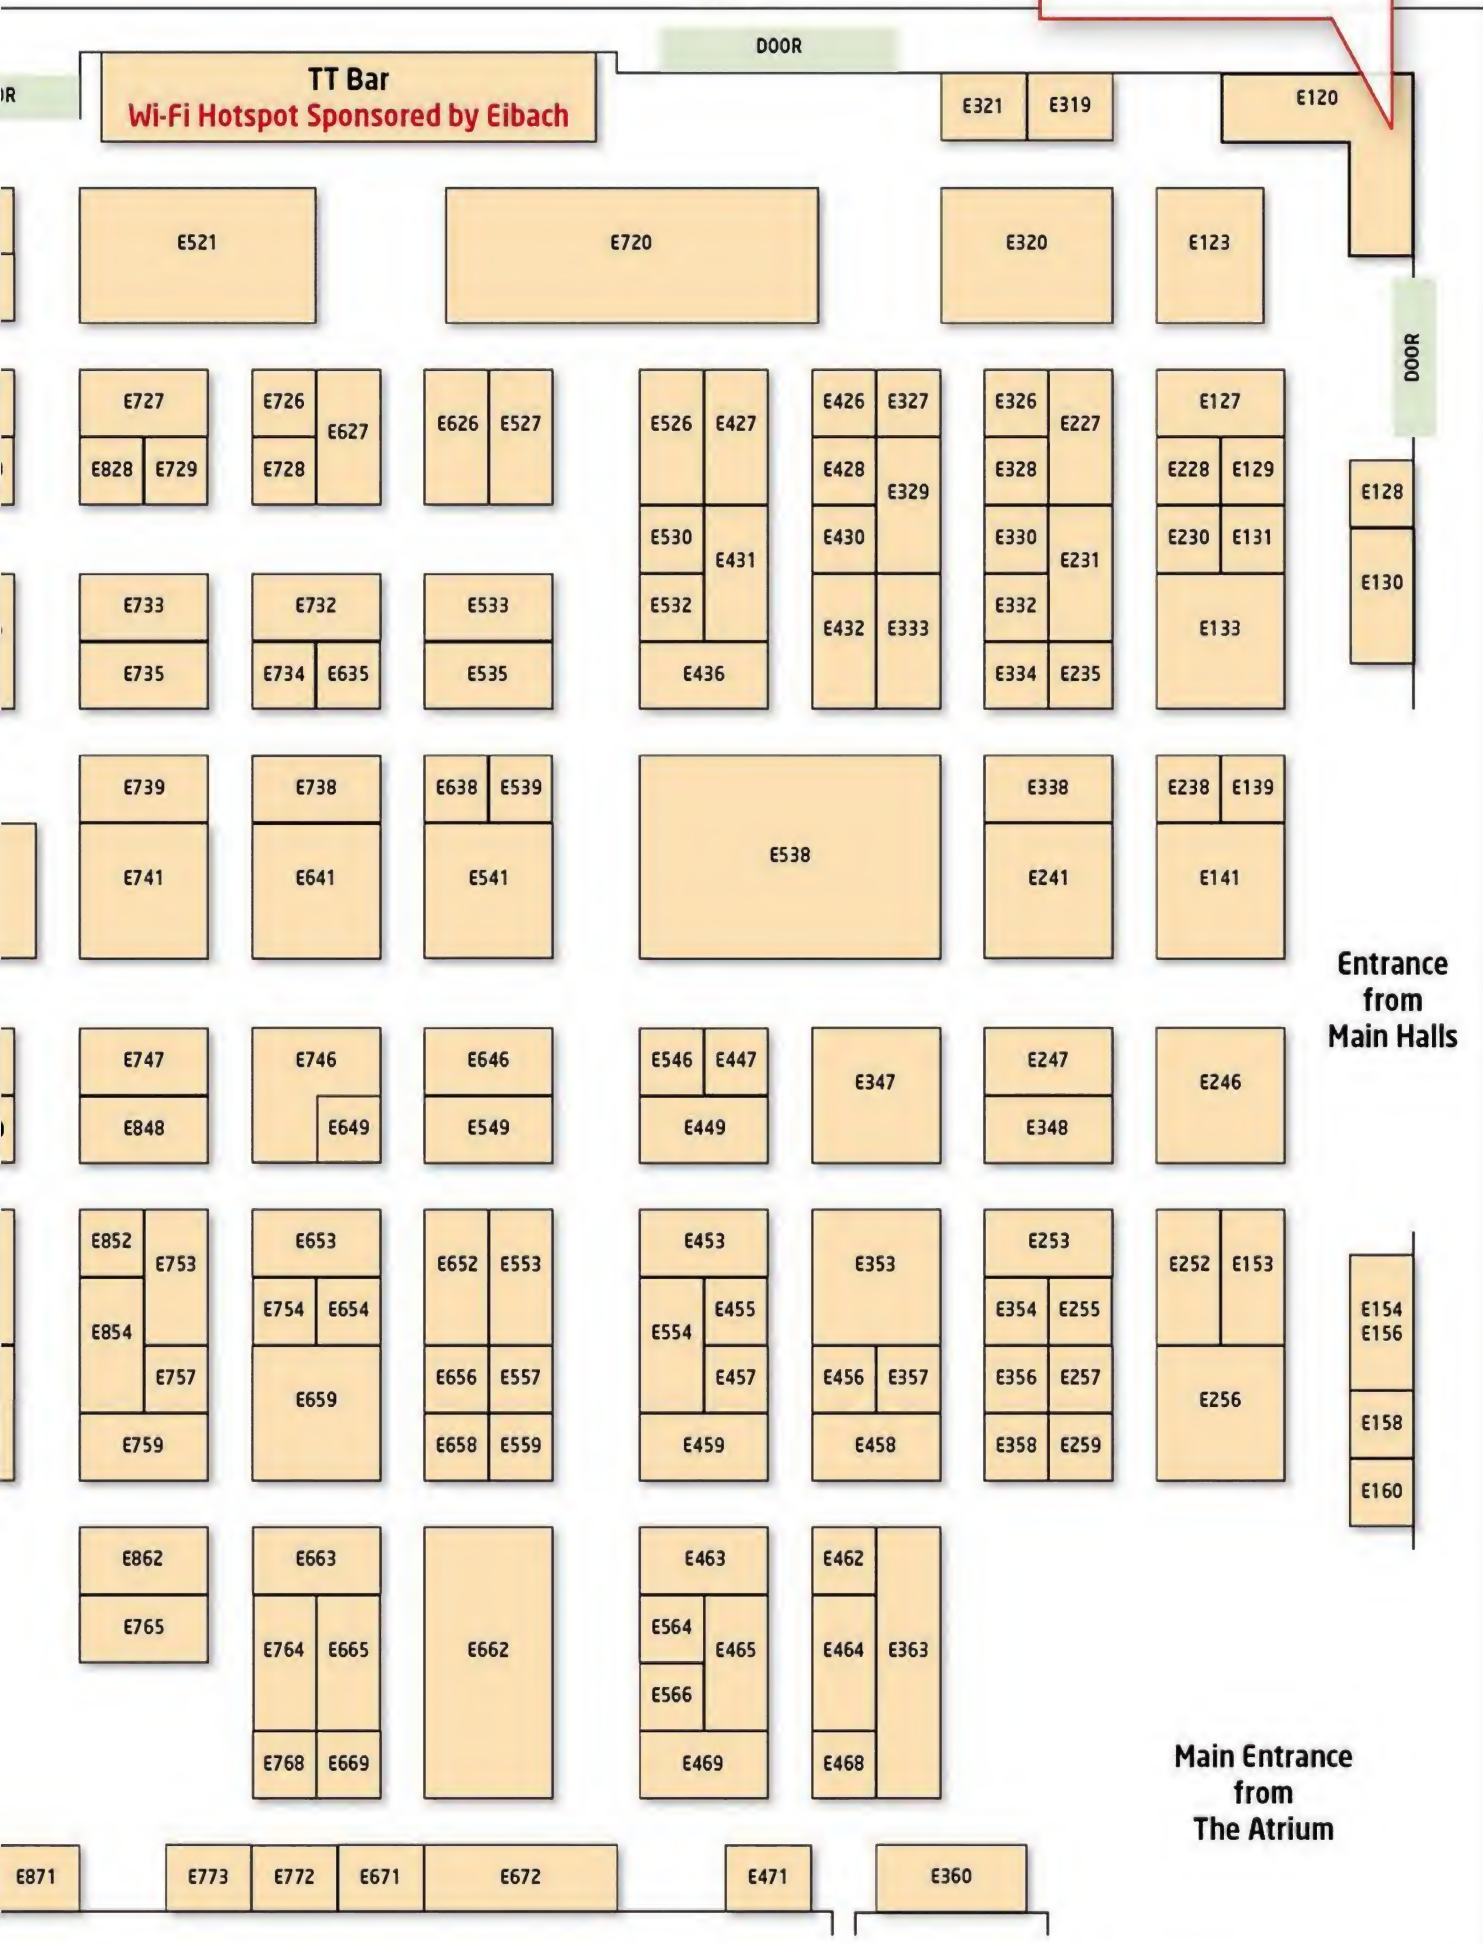 DOOR
OR
TT Bar
Wi-Fi Hotspot Sponsored by Eibach
E321 E319 E120
E521 E720 E320 E123
DOOR
E727 E726 E627 E626 E527 E526 E427 E426 E327 E326 E227 E127
E828 E729 E728 E428 E329 E328 E228 E129 E128
E530 E431 E430 E330 E231 E230 E131
E733 E732 E533 E532 E432 E333 E332 E133 E130
E735 E734 E635 E535 E436 E334 E235
E739 E738 E638 E539 E538 E338 E238 E139
E741 E641 E541 E241 E141
Entrance
from
Main Halls
E747 E746 E646 E546 E447 E347 E247 E246
E848 E649 E549 E449 E348
E852 E753 E653 E652 E553 E453 E353 E253 E252 E153
E854 E754 E654 E554 E455 E354 E255 E154
E156
E757 E659 E656 E557 E457 E456 E357 E356 E257 E256
E759 E658 E559 E459 E458 E358 E259 E158
E160
E862 E663 E662 E463 E462 E363
E765 E764 E665 E564 E465 E464
E566
E768 E669 E469 E468
Main Entrance
from
The Atrium
E871 E773 E772 E671 E672 E471 E360